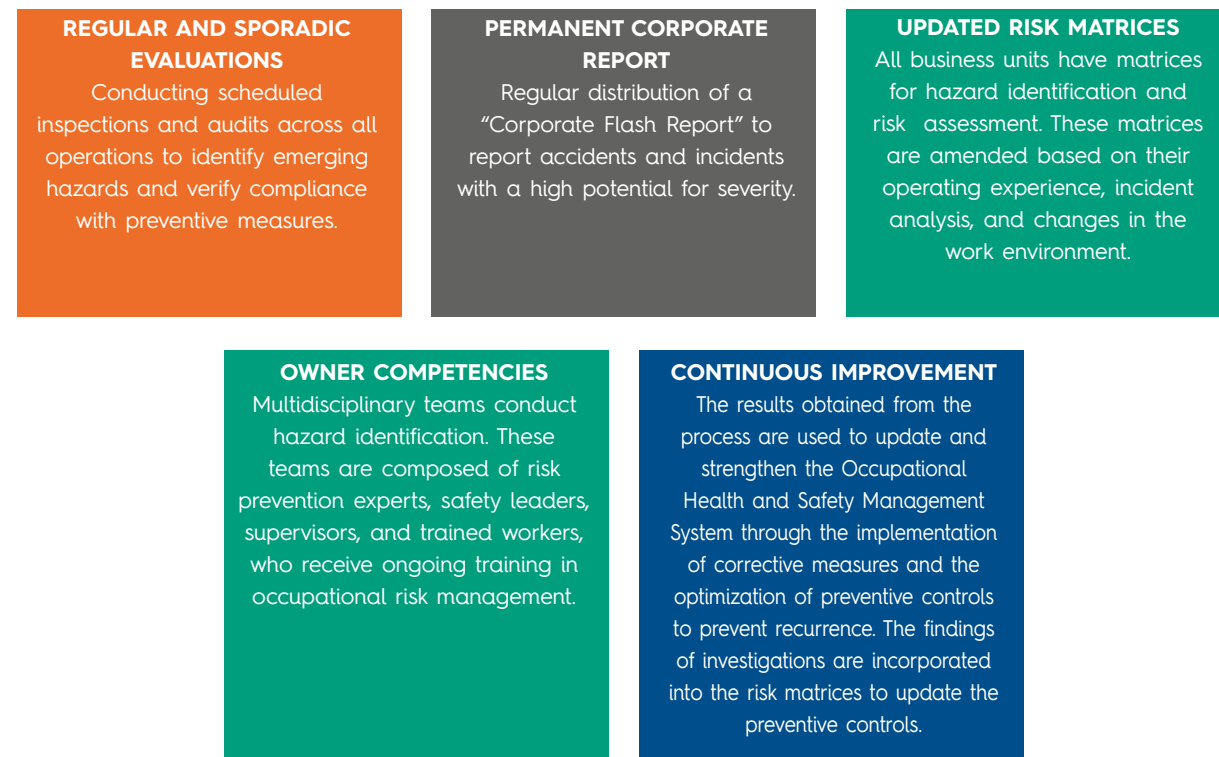 REGULAR AND SPORADIC
EVALUATIONS
Conducting scheduled
inspections and audits across all
operations to identify emerging
hazards and verify compliance
with preventive measures.
PERMANENT CORPORATE
REPORT
Regular distribution of a
“Corporate Flash Report” to
report accidents and incidents
with a high potential for severity.
UPDATED RISK MATRICES
All business units have matrices
for hazard identification and
risk assessment. These matrices
are amended based on their
operating experience, incident
analysis, and changes in the
work environment.
OWNER COMPETENCIES
Multidisciplinary teams conduct
hazard identification. These
teams are composed of risk
prevention experts, safety leaders,
supervisors, and trained workers,
who receive ongoing training in
occupational risk management.
CONTINUOUS IMPROVEMENT
The results obtained from the
process are used to update and
strengthen the Occupational
Health and Safety Management
System through the implementation
of corrective measures and the
optimization of preventive controls
to prevent recurrence. The findings
of investigations are incorporated
into the risk matrices to update the
preventive controls.